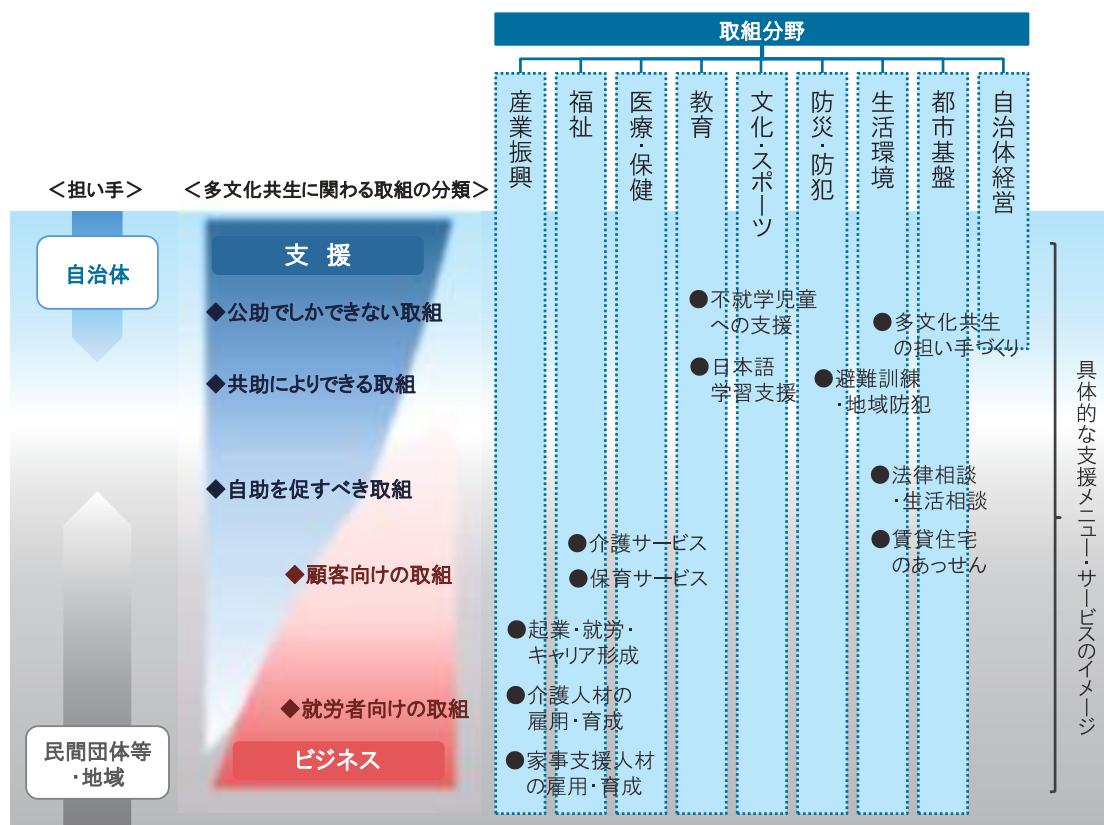 取組分野
産業振興
福祉
医療・保健
教育
文化・スポーツ
防災・防犯
生活環境
都市基盤
自治体経営
＜担い手＞
＜多文化共生に関わる取組の分類＞
自治体
支 援
◆公助でしかできない取組
◆共助によりできる取組
◆自助を促すべき取組
◆顧客向けの取組
◆就労者向けの取組
ビジネス
民間団体等
・地域
●不就学児童
への支援
●日本語
学習支援
●多文化共生
の担い手づくり
●避難訓練
・地域防犯
●法律相談
・生活相談
●賃貸住宅
のあっせん
●介護サービス
●保育サービス
●起業・就労・
キャリア形成
●介護人材の
雇用・育成
●家事支援人材
の雇用・育成
具体的な支援メニュー・サービスのイメージ